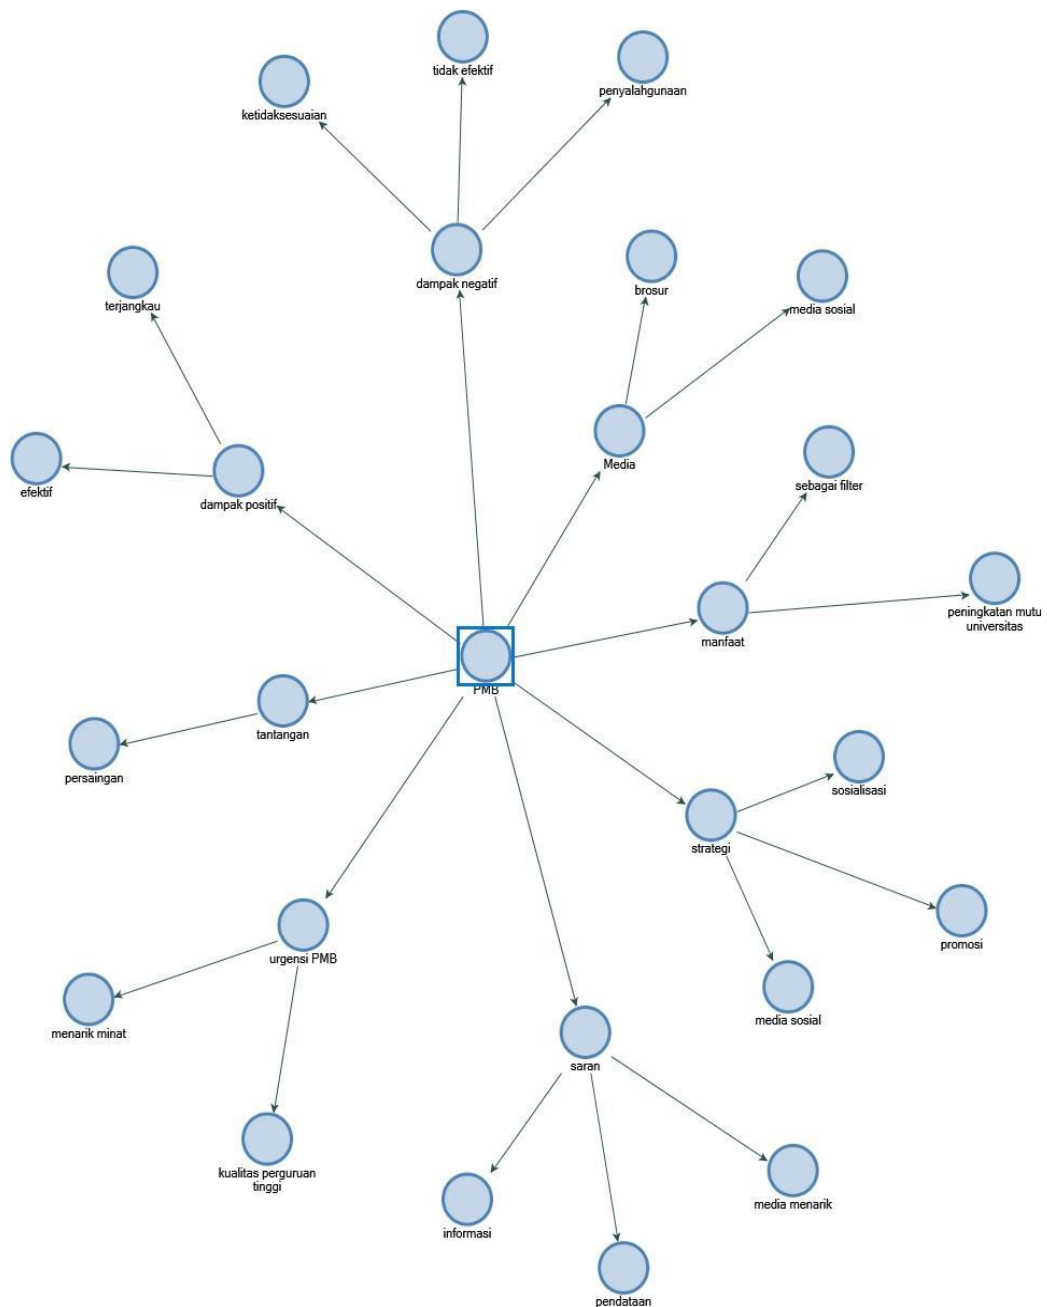 tidak efektif
penyalahgunaan
ketidaksesuaian
dampak negatif
brosur
terjangkau
media sosial
Media
sebagai filter
efektif
dampak positif
peningkatan mutu
universitas
manfaat
PMB
tantangan
persaingan
sosialisasi
strategi
promosi
urgensi PMB
media sosial
menarik minat
saran
kualitas perguruan
tinggi
media menarik
informasi
pendataan